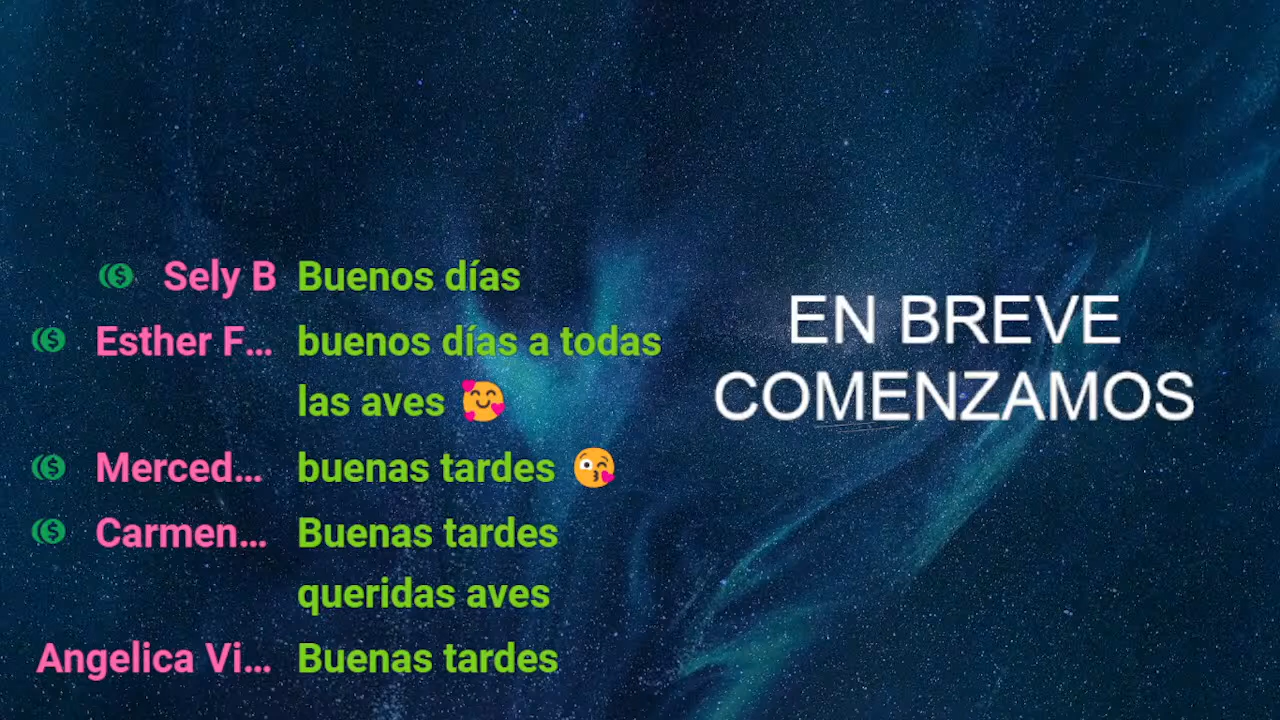 Sely B Buenos días
Esther F... buenos días a todas
las aves 🥰
Merced... buenas tardes 😘
Carmen... Buenas tardes
queridas aves
Angelica Vi... Buenas tardes
EN BREVE
COMENZAMOS